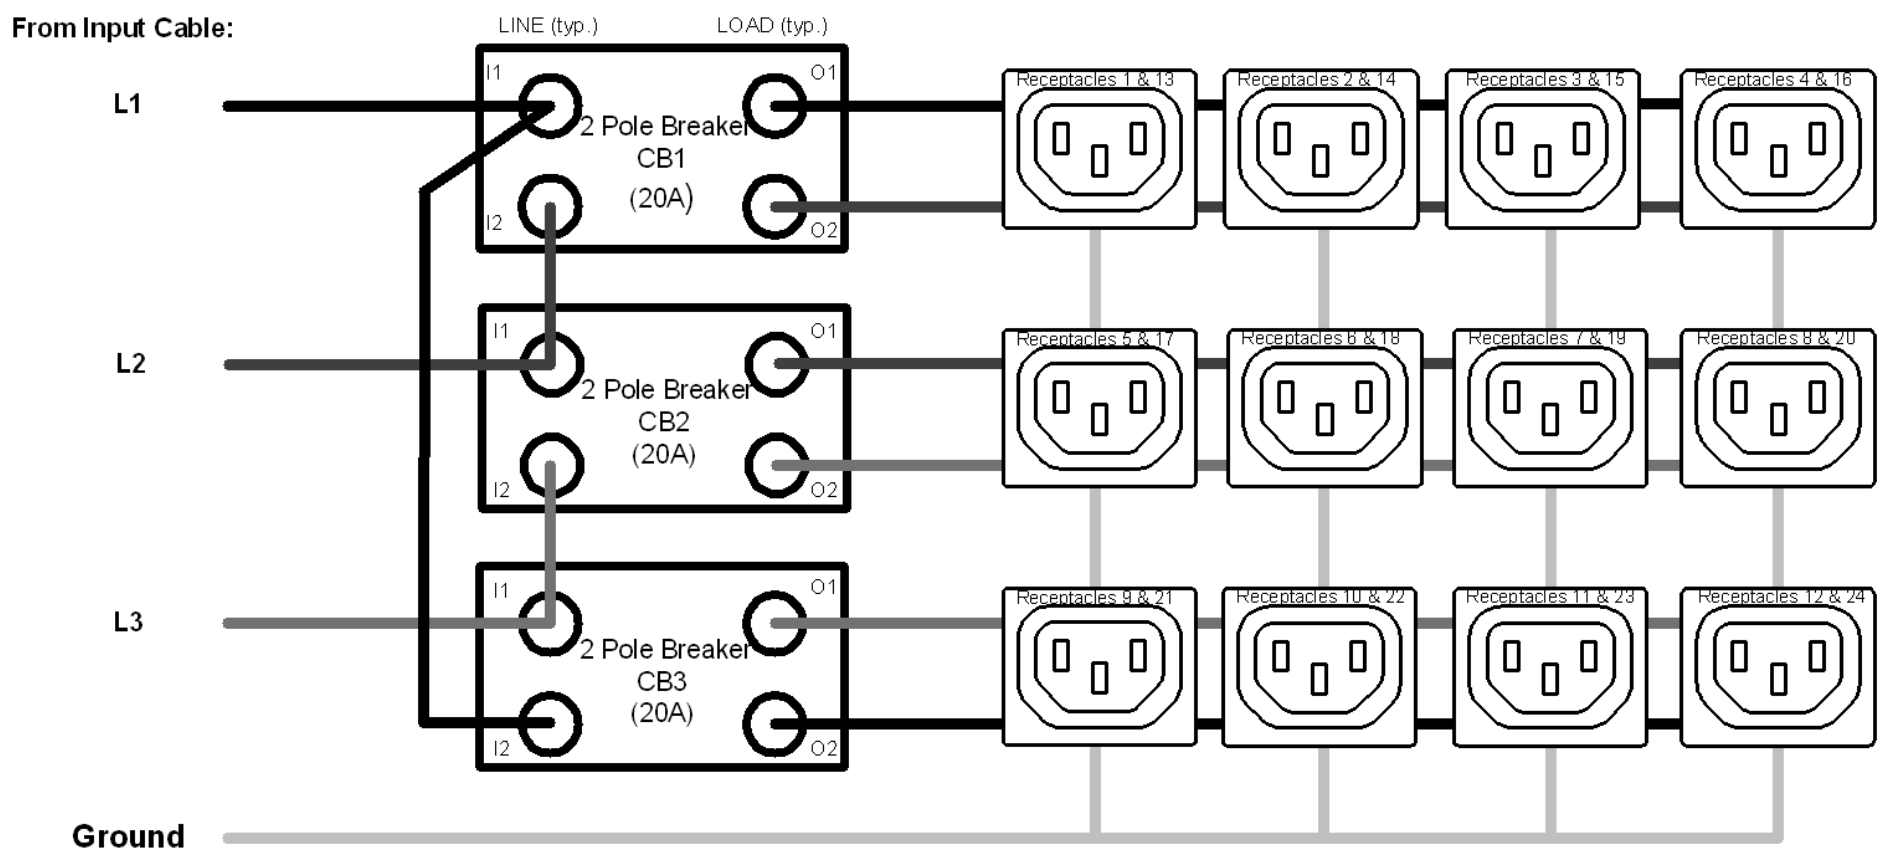 From Input Cable:
LINE (typ.)
LOAD (typ.)
L1
I1
O1
2 Pole Breaker
CB1
(20A)
I2
O2
Receptacles 1 & 13
Receptacles 2 & 14
Receptacles 3 & 15
Receptacles 4 & 16
L2
I1
O1
2 Pole Breaker
CB2
(20A)
I2
O2
Receptacles 5 & 17
Receptacles 6 & 18
Receptacles 7 & 19
Receptacles 8 & 20
L3
I1
O1
2 Pole Breaker
CB3
(20A)
I2
O2
Receptacles 9 & 21
Receptacles 10 & 22
Receptacles 11 & 23
Receptacles 12 & 24
Ground